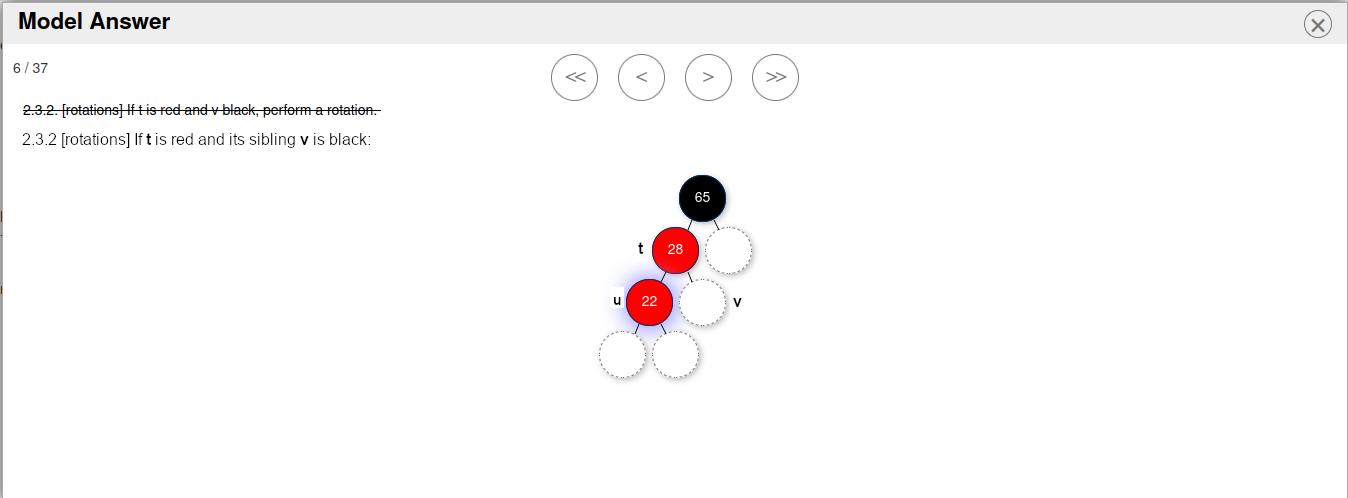 Model Answer
6 / 37
<< < > >>
2.3.2. [rotations] If t is red and v black, perform a rotation.
2.3.2 [rotations] If t is red and its sibling v is black:
65
t 28
u 22 v